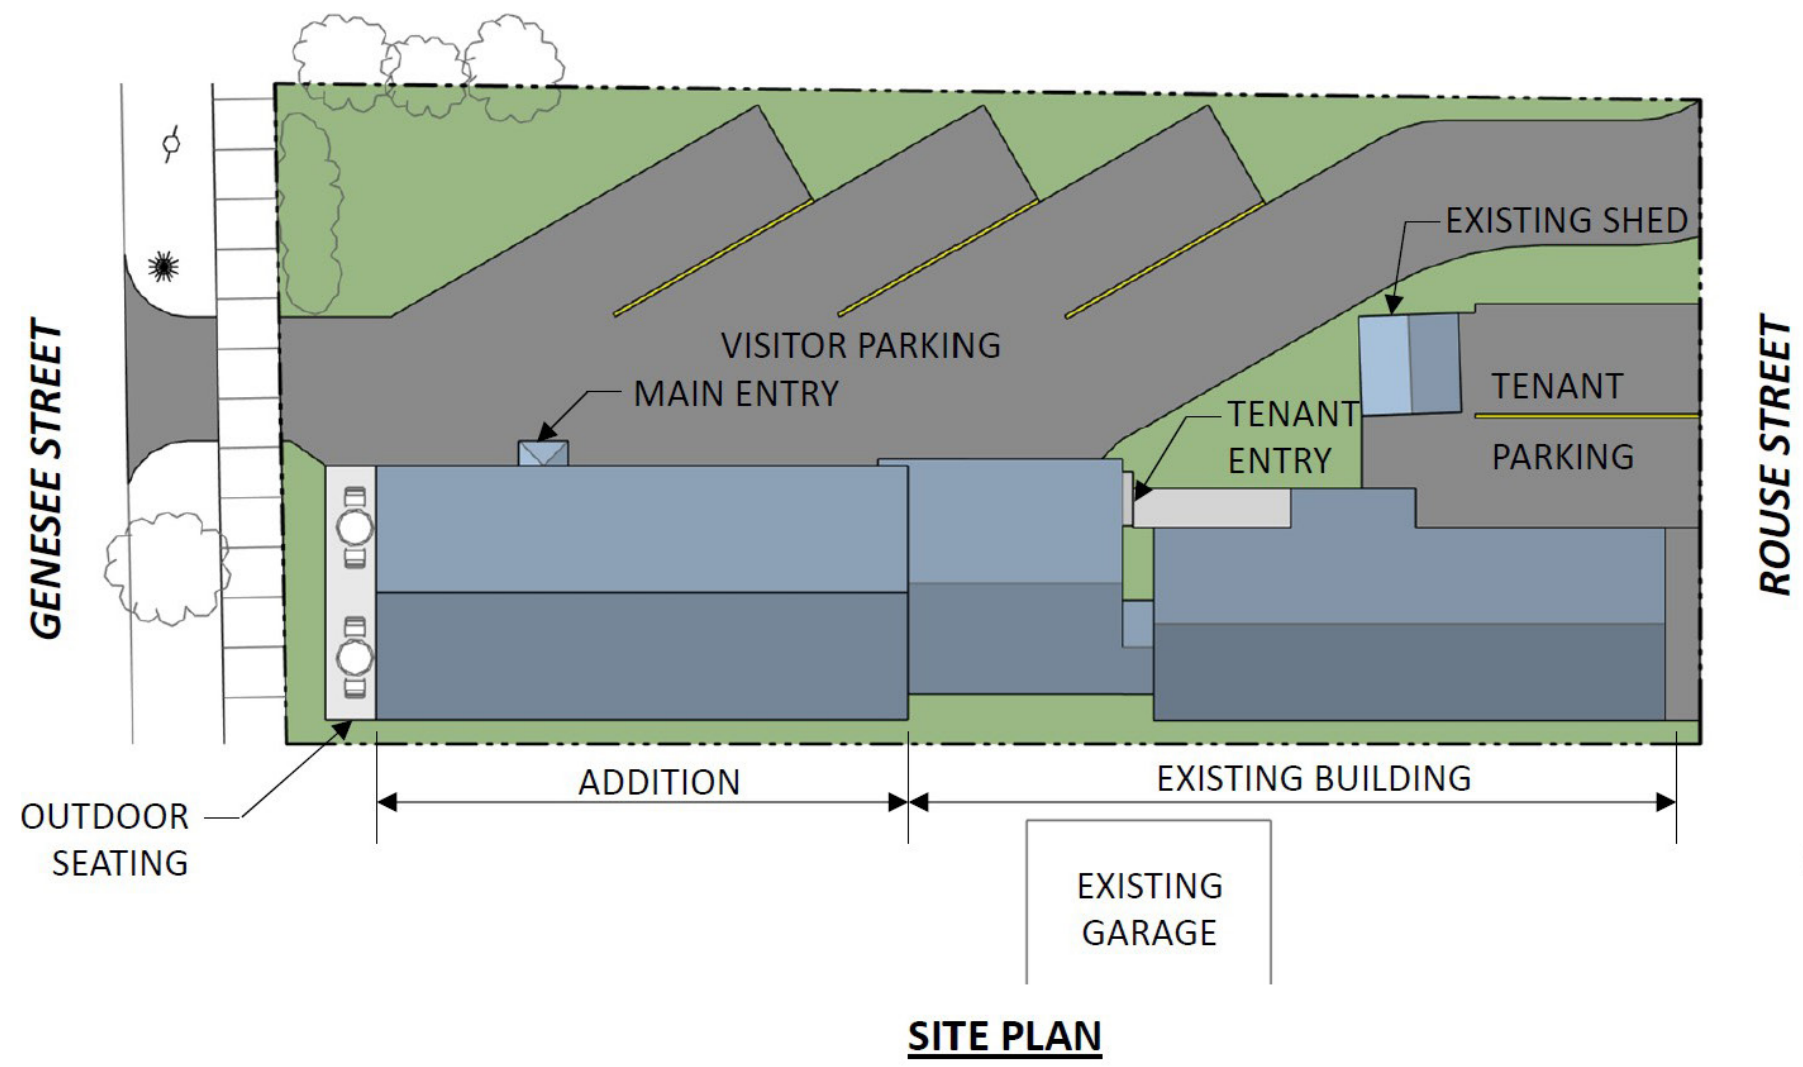 EXISTING SHED
VISITOR PARKING
MAIN ENTRY
TENANT
PARKING
TENANT
ENTRY
GENESEE STREET
ROUSE STREET
ADDITION
EXISTING BUILDING
OUTDOOR
SEATING
EXISTING
GARAGE
SITE PLAN